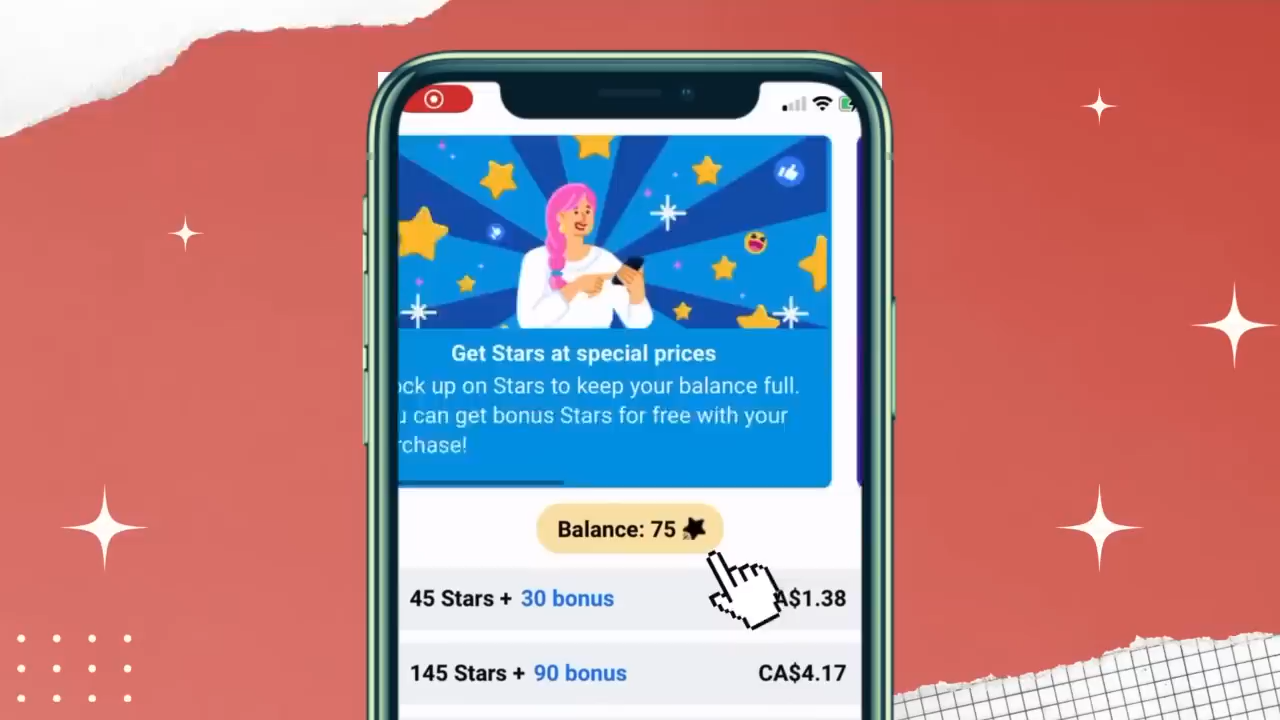 Get Stars at special prices
ock up on Stars to keep your balance full.
u can get bonus Stars for free with your
rchase!
Balance: 75
45 Stars + 30 bonus A$1.38
145 Stars + 90 bonus CA$4.17